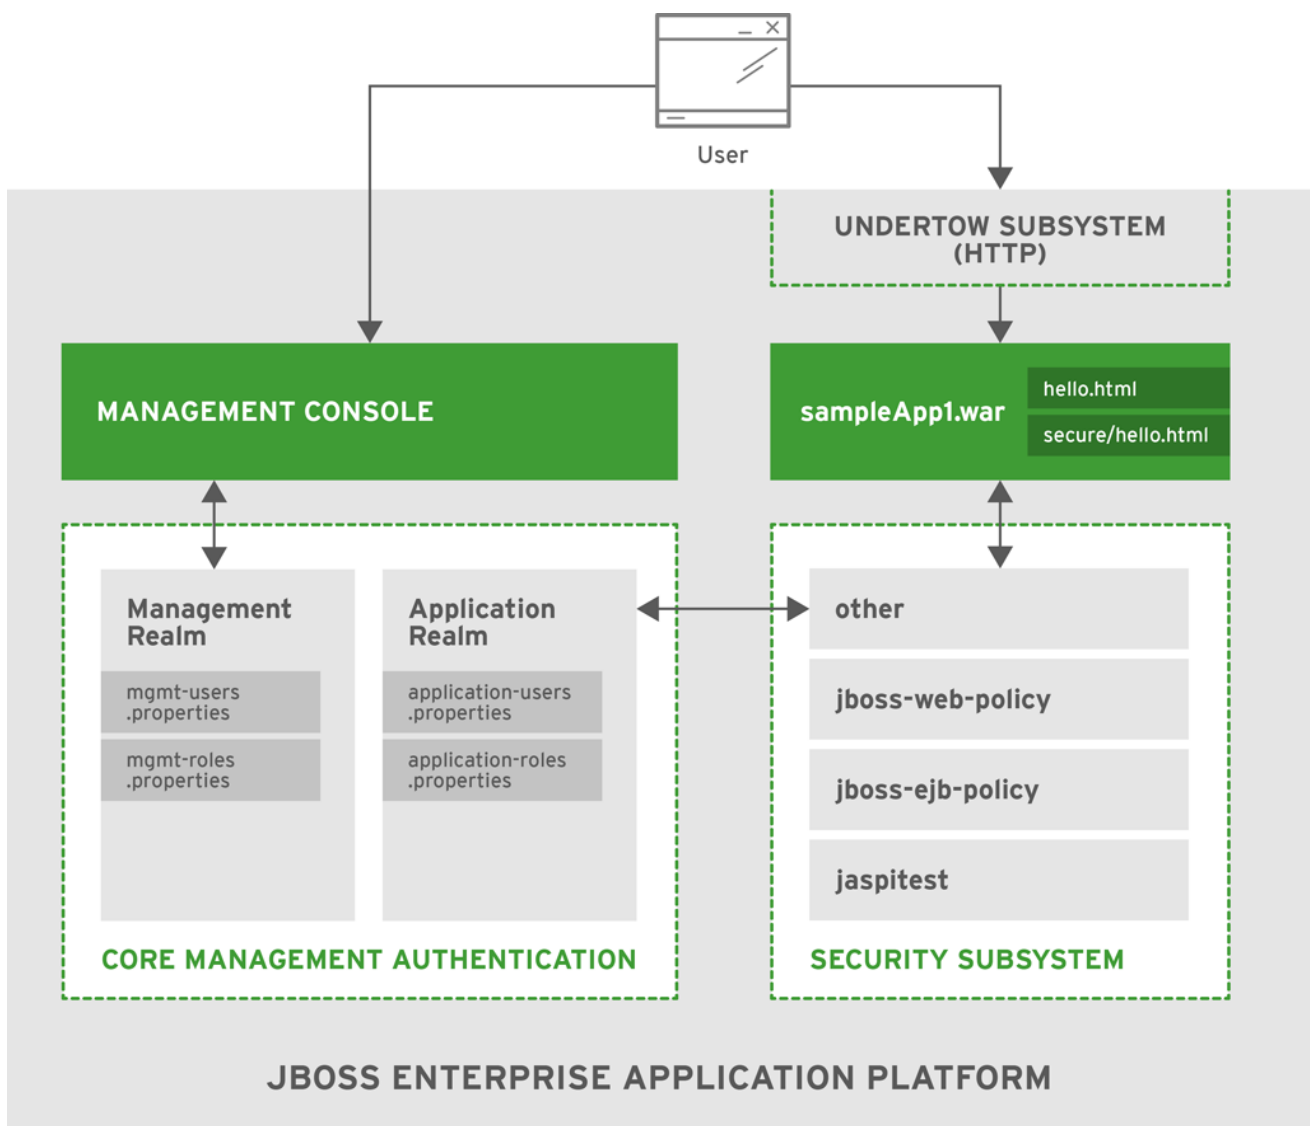 User
UNDERTOW SUBSYSTEM
(HTTP)
MANAGEMENT CONSOLE
sampleApp1.war
hello.html
secure/hello.html
Management
Realm
mgmt-users
.properties
mgmt-roles
.properties
Application
Realm
application-users
.properties
application-roles
.properties
CORE MANAGEMENT AUTHENTICATION
other
jboss-web-policy
jboss-ejb-policy
jaspitest
SECURITY SUBSYSTEM
JBOSS ENTERPRISE APPLICATION PLATFORM